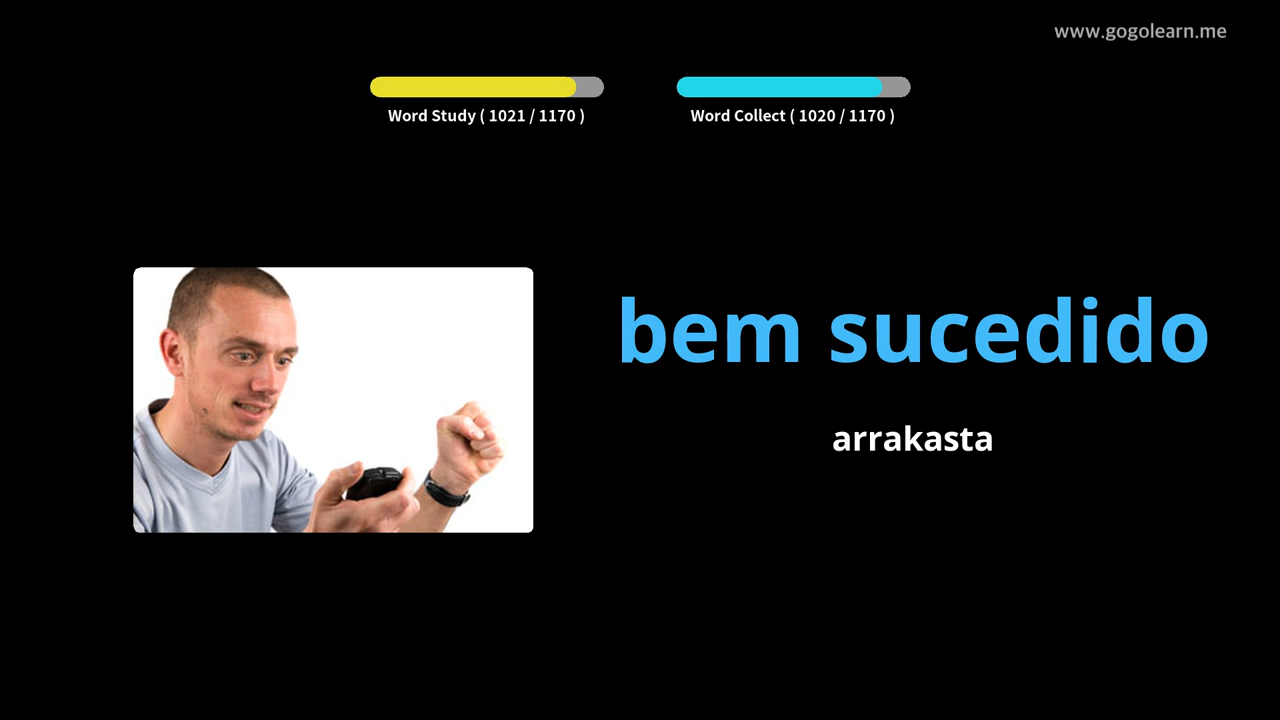 www.gogolearn.me
Word Study ( 1021 / 1170 )
Word Collect ( 1020 / 1170 )
bem sucedido
arrakasta